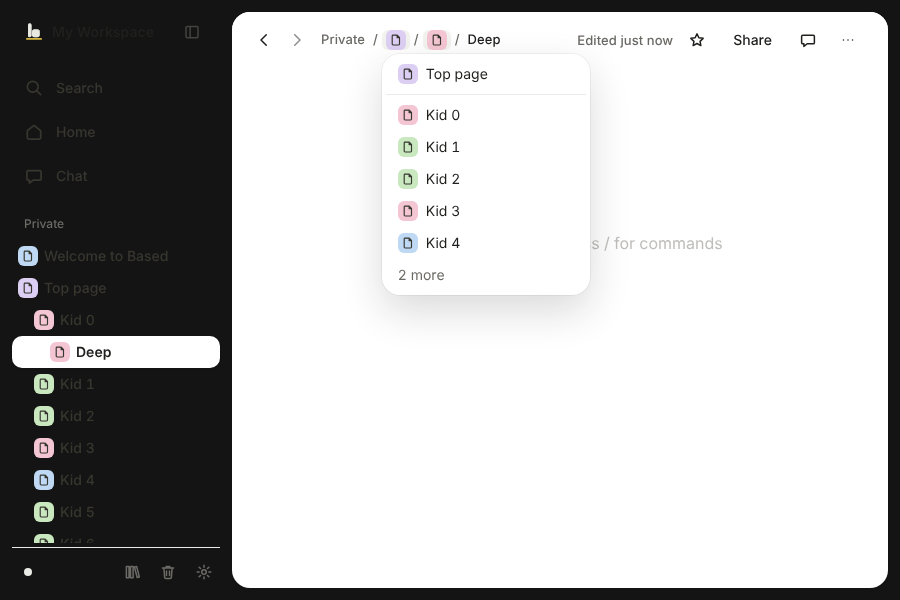 My Workspace
Search
Home
Chat
Private
Welcome to Based
Top page
Kid 0
Deep
Kid 1
Kid 2
Kid 3
Kid 4
Kid 5
Kid 6
Private / / / Deep
Edited just now
Share
Top page
Kid 0
Kid 1
Kid 2
Kid 3
Kid 4
2 more
s / for commands